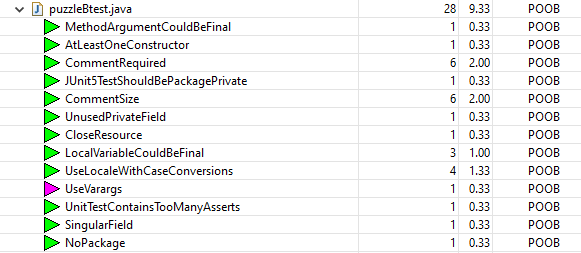 puzzleBtest.java 28 9.33 POOB
MethodArgumentCouldBeFinal 1 0.33 POOB
AtLeastOneConstructor 1 0.33 POOB
CommentRequired 6 2.00 POOB
JUnit5TestShouldBePackagePrivate 1 0.33 POOB
CommentSize 6 2.00 POOB
UnusedPrivateField 1 0.33 POOB
CloseResource 1 0.33 POOB
LocalVariableCouldBeFinal 3 1.00 POOB
UseLocaleWithCaseConversions 4 1.33 POOB
UseVarargs 1 0.33 POOB
UnitTestContainsTooManyAsserts 1 0.33 POOB
SingularField 1 0.33 POOB
NoPackage 1 0.33 POOB